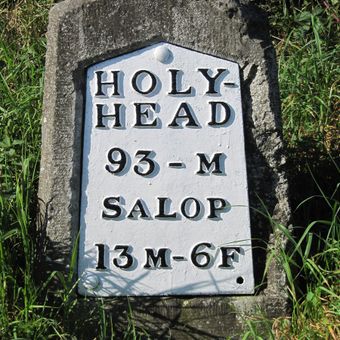 HOLY-
HEAD
93 - M
SALOP
13 M - 6 F